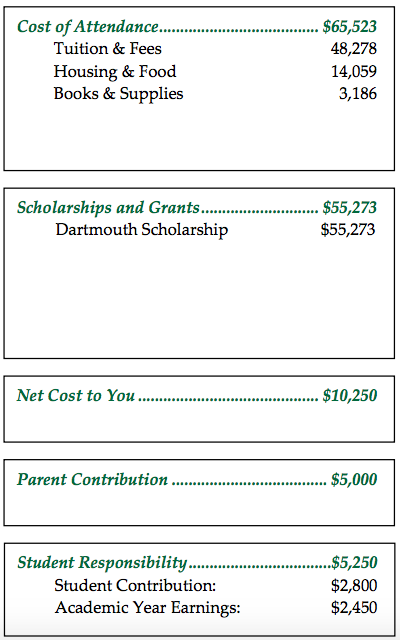 Cost of Attendance..................................... $65,523
Tuition & Fees 48,278
Housing & Food 14,059
Books & Supplies 3,186
Scholarships and Grants............................ $55,273
Dartmouth Scholarship $55,273
Net Cost to You ........................................... $10,250
Parent Contribution .................................... $5,000
Student Responsibility..................................$5,250
Student Contribution: $2,800
Academic Year Earnings: $2,450